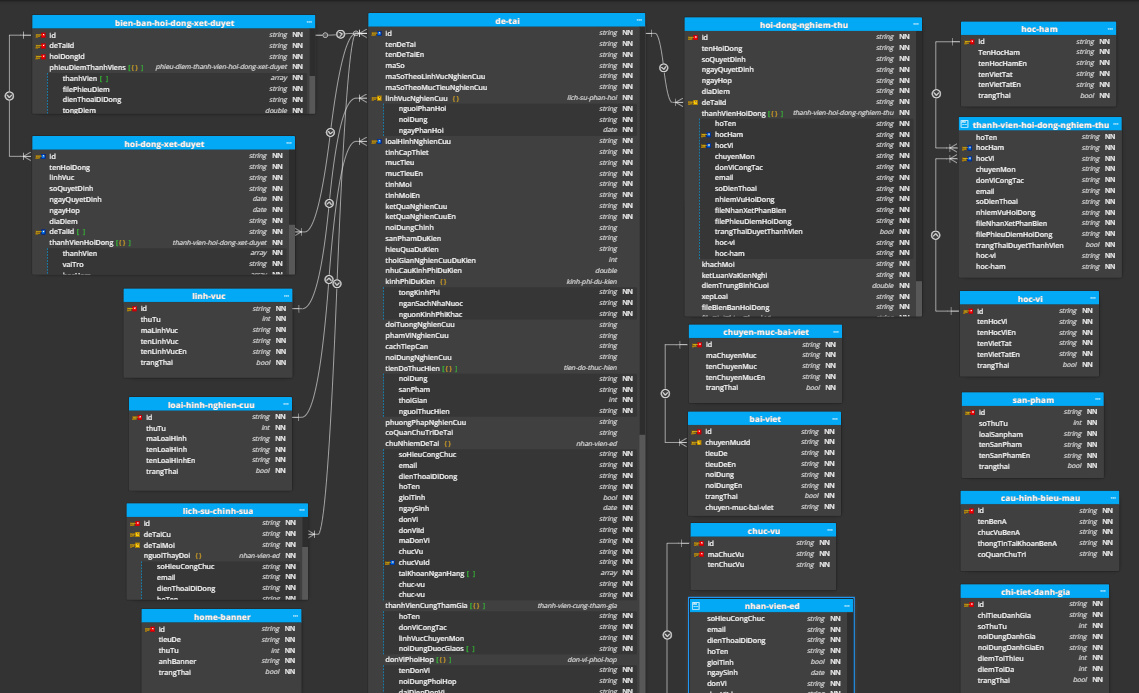 bien-ban-hoi-dong-xet-duyet
id string NN
deTaiId string NN
hoiDongId string NN
phieuDiemThanhViens [{}] phieu-diem-thanh-vien-hoi-dong-xet-duyet
thanhVien [ ] array NN
filePhieuDiem string NN
dienThoaiDiDong string NN
tongDiem double NN
hoi-dong-xet-duyet
id string NN
tenHoiDong string NN
linhVuc string NN
soQuyetDinh string NN
ngayQuyetDinh date NN
ngayHop date NN
diaDiem string NN
deTaiId [ ] string NN
thanhVienHoiDong [{}] thanh-vien-hoi-dong-xet-duyet
thanhVien array NN
vaiTro string NN
linh-vuc
id string NN
thuTu int NN
maLinhVuc string NN
tenLinhVuc string NN
tenLinhVucEn string NN
trangThai bool NN
loai-hinh-nghien-cuu
id string NN
thuTu int NN
maLoaiHinh string NN
tenLoaiHinh string NN
tenLoaiHinhEn string NN
trangThai bool NN
lich-su-chinh-sua
id string NN
deTaiCu string NN
deTaiMoi string NN
nguoiThayDoi {} nhan-vien-ed NN
soHieuCongChuc string NN
email string NN
dienThoaiDiDong string NN
hoTen string NN
home-banner
id string NN
tieuDe string NN
thuTu int NN
anhBanner string NN
trangThai bool NN
de-tai
id string NN
tenDeTai string NN
tenDeTaiEn string NN
maSo string NN
maSoTheoLinhVucNghienCuu string NN
maSoTheoMucTieuNghienCuu string NN
linhVucNghienCuu {} lich-su-phan-hoi NN
nguoiPhanHoi string NN
noiDung string NN
ngayPhanHoi date NN
loaiHinhNghienCuu string NN
tinhCapThiet string NN
mucTieu string NN
mucTieuEn string NN
tinhMoi string NN
tinhMoiEn string NN
ketQuaNghienCuu string NN
ketQuaNghienCuuEn string NN
noiDungChinh string
sanPhamDuKien string
hieuQuaDuKien string
thoiGianNghienCuuDuKien int
nhuCauKinhPhiDuKien double
kinhPhiDuKien {} kinh-phi-du-kien
tongKinhPhi string NN
nganSachNhaNuoc string NN
nguonKinhPhiKhac string NN
doiTuongNghienCuu string
phamViNghienCuu string
cachTiepCan string
noiDungNghienCuu string
tienDoThucHien [{}] tien-do-thuc-hien
noiDung string NN
sanPham string NN
thoiGian int NN
nguoiThucHien string NN
phuongPhapNghienCuu string
coQuanChuTriDeTai string
chuNhiemDeTai {} nhan-vien-ed
soHieuCongChuc string NN
email string NN
dienThoaiDiDong string NN
hoTen string NN
gioiTinh bool NN
ngaySinh date NN
donVi string NN
donViId string NN
maDonVi string NN
chucVu string NN
chucVuId string NN
taiKhoanNganHang [ ] array NN
chuc-vu string NN
chuc-vu string NN
thanhVienCungThamGia [{}] thanh-vien-cung-tham-gia
hoTen string NN
donViCongTac string NN
linhVucChuyenMon string NN
noiDungDuocGiaos [ ] string NN
donViPhoiHop [{}] don-vi-phoi-hop
tenDonVi string NN
noiDungPhoiHop string NN
daiDienDonVi string NN
hoi-dong-nghiem-thu
id string NN
tenHoiDong string NN
soQuyetDinh string NN
ngayQuyetDinh string NN
ngayHop string NN
diaDiem string NN
deTaiId string NN
thanhVienHoiDong [{}] thanh-vien-hoi-dong-nghiem-thu NN
hoTen string NN
hocHam string NN
hocVi string NN
chuyenMon string NN
donViCongTac string NN
email string NN
soDienThoai string NN
nhiemVuHoiDong string NN
fileNhanXetPhanBien string NN
filePhieuDiemHoiDong string NN
trangThaiDuyetThanhVien bool NN
hoc-vi string NN
hoc-ham string NN
khachMoi string NN
ketLuanVaKienNghi string NN
diemTrungBinhCuoi double NN
xepLoai string NN
fileBienBanHoiDong string NN
chuyen-muc-bai-viet
id string NN
maChuyenMuc string NN
tenChuyenMuc string NN
tenChuyenMucEn string NN
trangThai bool NN
bai-viet
id string NN
chuyenMucId string NN
tieuDe string NN
tieuDeEn string NN
noiDung string NN
noiDungEn string NN
trangThai bool NN
chuyen-muc-bai-viet string NN
chuc-vu
id string NN
maChucVu string NN
tenChucVu string NN
nhan-vien-ed
soHieuCongChuc string NN
email string NN
dienThoaiDiDong string NN
hoTen string NN
gioiTinh bool NN
ngaySinh date NN
donVi string NN
hoc-ham
id string NN
TenHocHam string NN
tenHocHamEn string NN
tenVietTat string NN
tenVietTatEn string NN
trangThai bool NN
thanh-vien-hoi-dong-nghiem-thu
hoTen string NN
hocHam string NN
hocVi string NN
chuyenMon string NN
donViCongTac string NN
email string NN
soDienThoai string NN
nhiemVuHoiDong string NN
fileNhanXetPhanBien string NN
filePhieuDiemHoiDong string NN
trangThaiDuyetThanhVien bool NN
hoc-vi string NN
hoc-ham string NN
hoc-vi
id string NN
tenHocVi string NN
tenHocViEn string NN
tenVietTat string NN
tenVietTatEn string NN
trangThai bool NN
san-pham
id string NN
soThuTu int NN
loaiSanpham string NN
tenSanPham string NN
tenSanPhamEn string NN
trangthai bool NN
cau-hinh-bieu-mau
id string NN
tenBenA string NN
chucVuBenA string NN
thongTinTaiKhoanBenA string NN
coQuanChuTri string NN
chi-tiet-danh-gia
id string NN
chiTieuDanhGia string NN
soThuTu int NN
noiDungDanhGia string NN
noiDungDanhGiaEn string NN
diemToiThieu int NN
diemToiDa int NN
trangThai bool NN